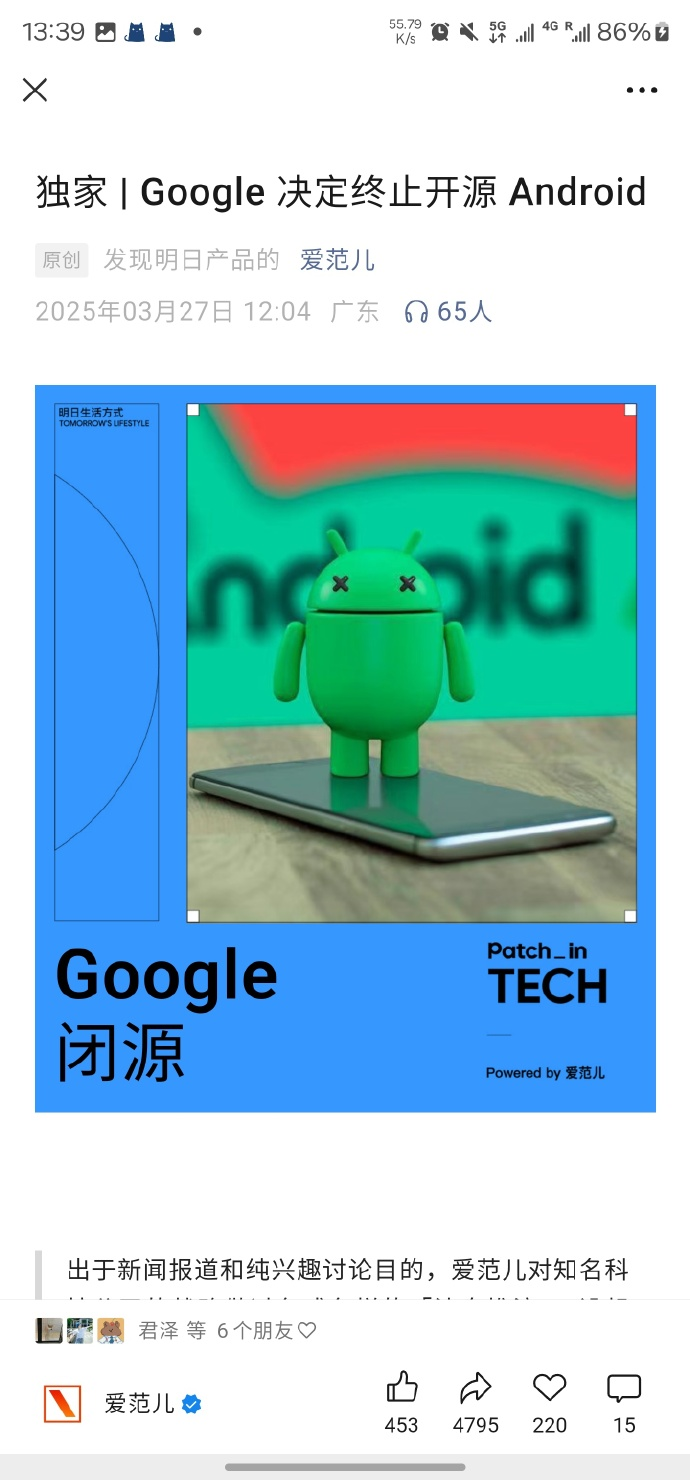 13:39
55.79
K/s
5G
4G R
86%
独家 | Google 决定终止开源 Android
原创 发现明日产品的 爱范儿
2025年03月27日 12:04 广东 65人
明日生活方式
TOMORROW'S LIFESTYLE
Android
Google
闭源
Patch_in
TECH
Powered by 爱范儿
出于新闻报道和纯兴趣讨论目的，爱范儿对知名科
君泽 等 6个朋友
爱范儿
453
4795
220
15